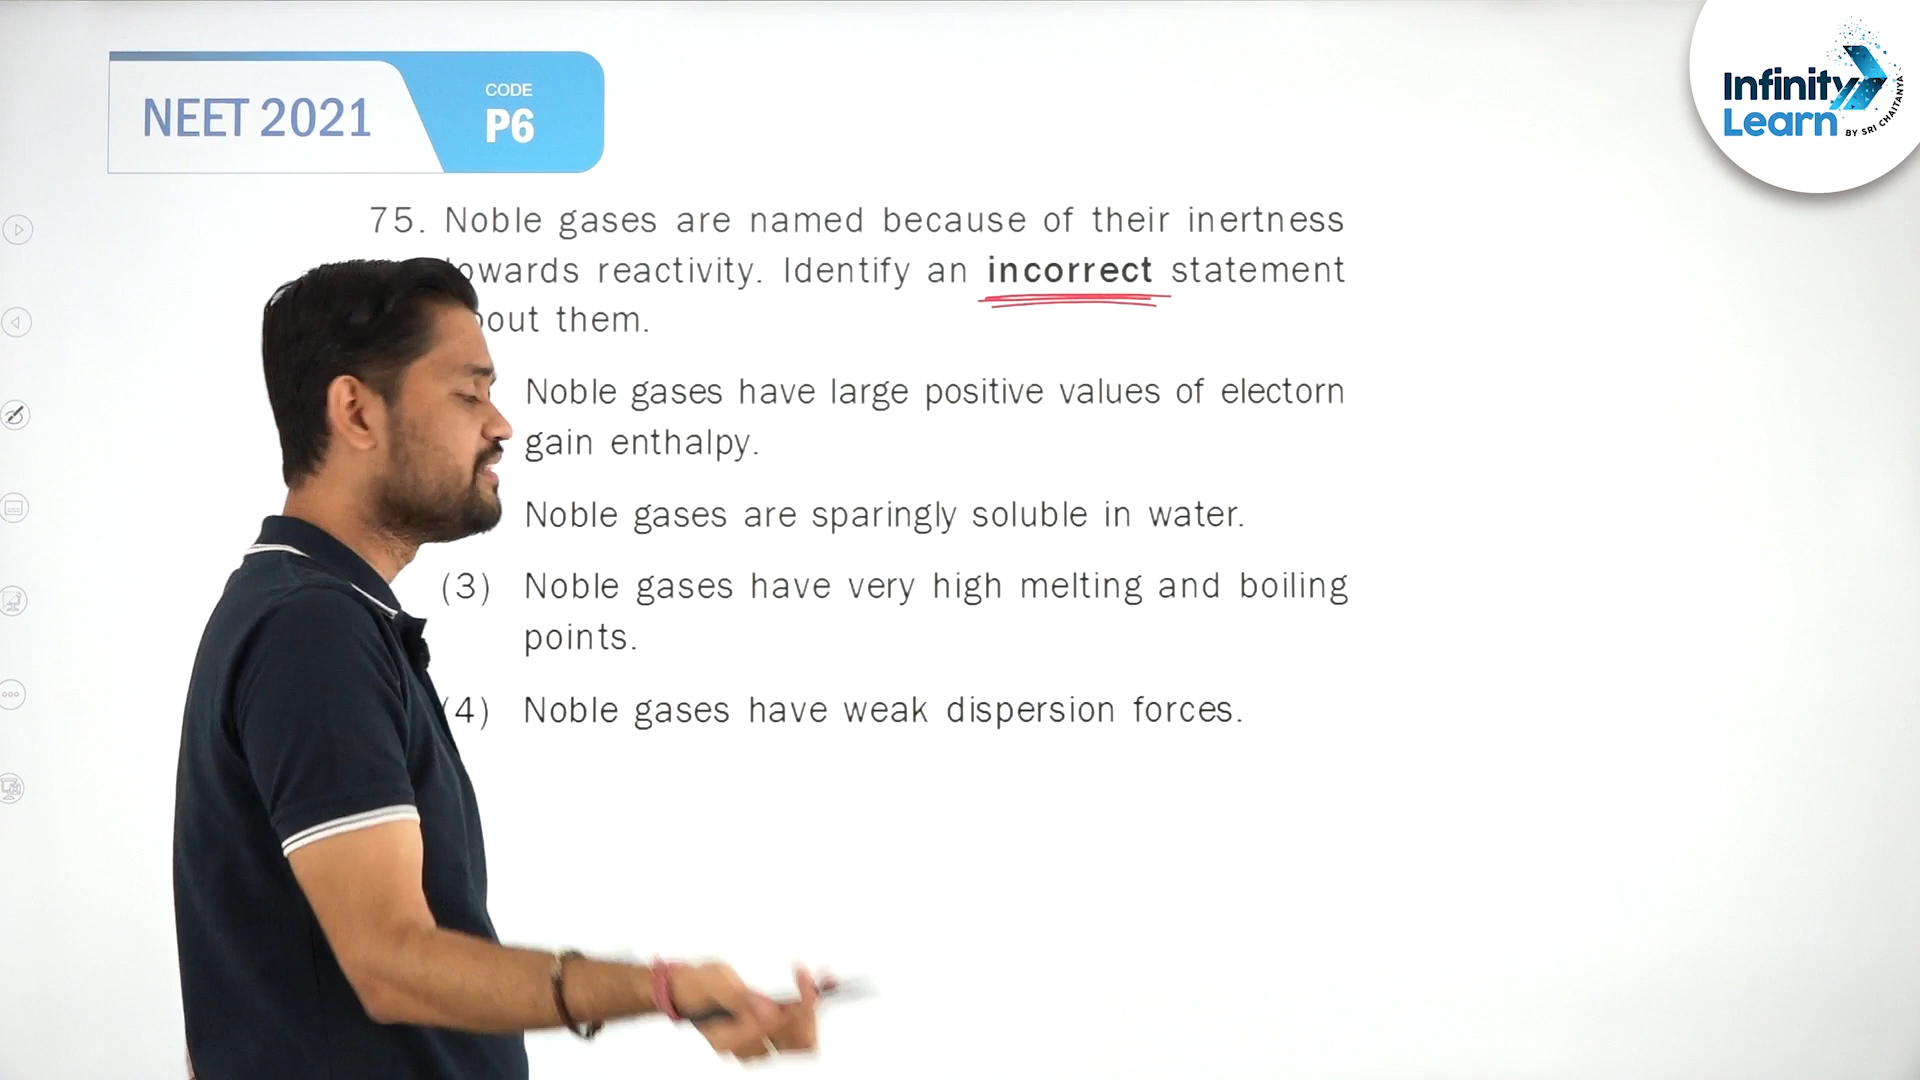 NEET 2021
CODE
P6
Infinity
Learn
BY SRI CHAITANYA
75. Noble gases are named because of their inertness
towards reactivity. Identify an incorrect statement
about them.
Noble gases have large positive values of electorn
gain enthalpy.
Noble gases are sparingly soluble in water.
(3) Noble gases have very high melting and boiling
points.
(4) Noble gases have weak dispersion forces.